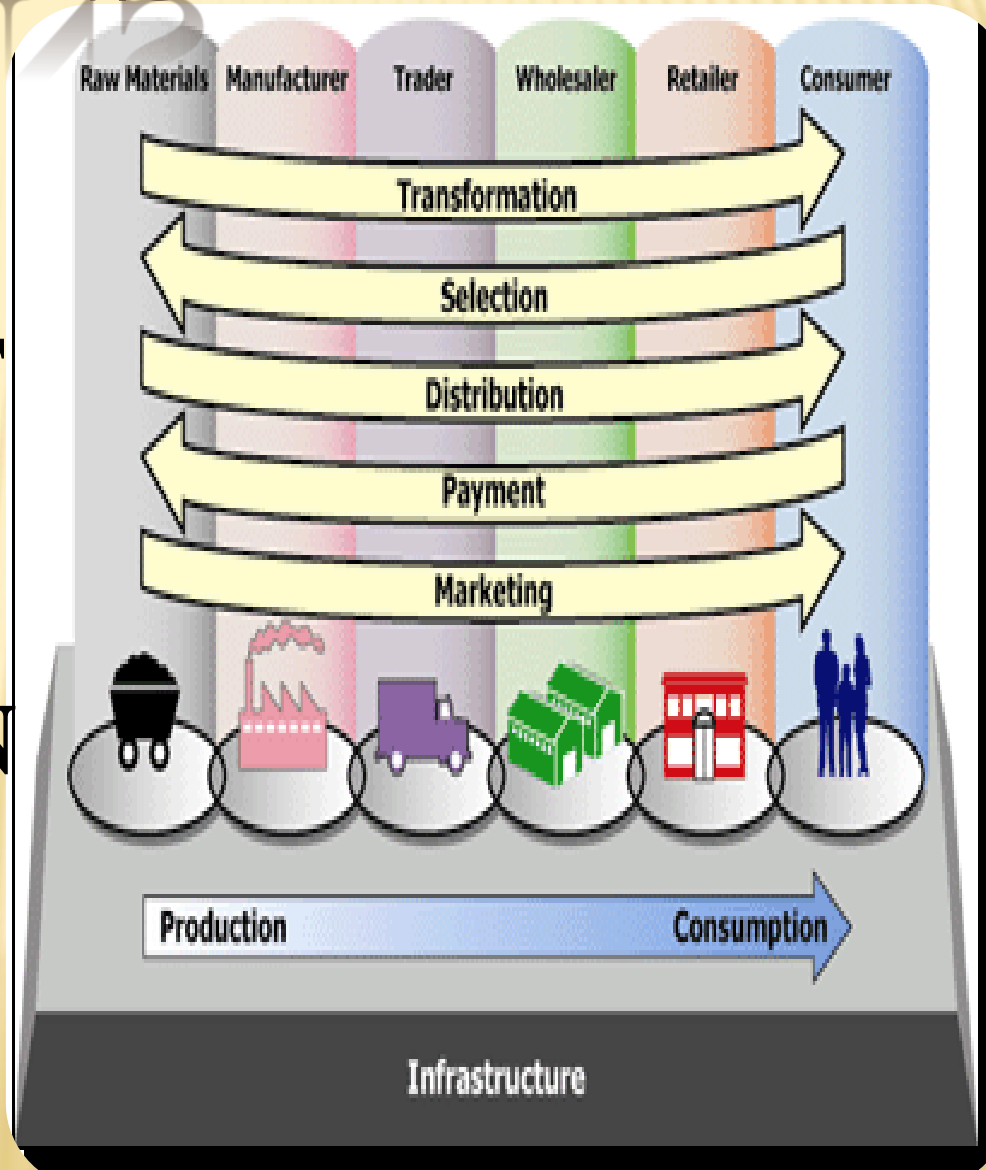 Raw Materials Manufacturer Trader Wholesaler Retailer Consumer
Transformation
Selection
Distribution
Payment
Marketing
Production Consumption
Infrastructure